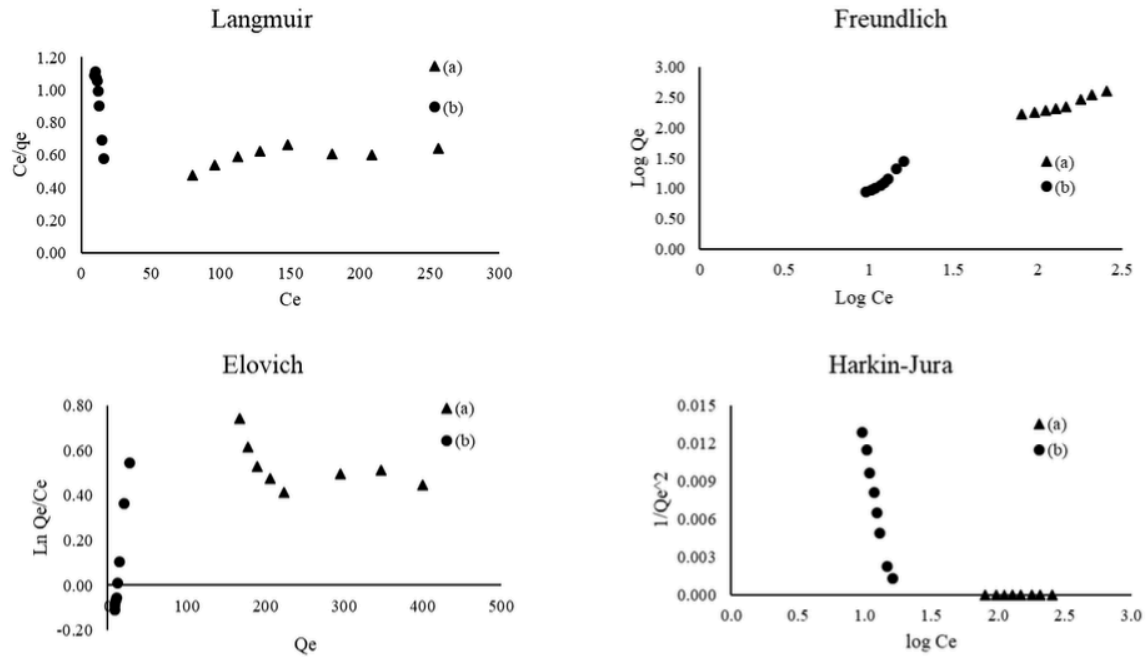 Langmuir
1.20
1.00
0.80
0.60
0.40
0.20
0.00
Ce/qe
0
50
100
150
200
250
300
Ce
(a)
(b)
Freundlich
3.00
2.50
2.00
1.50
1.00
0.50
0.00
Log Qe
0
0.5
1
1.5
2
2.5
Log Ce
(a)
(b)
Elovich
0.80
0.60
0.40
0.20
0.00
-0.20
Ln Qe/Ce
0
100
200
300
400
500
Qe
(a)
(b)
Harkin-Jura
0.015
0.012
0.009
0.006
0.003
0.000
1/Qe^2
0.0
0.5
1.0
1.5
2.0
2.5
3.0
log Ce
(a)
(b)